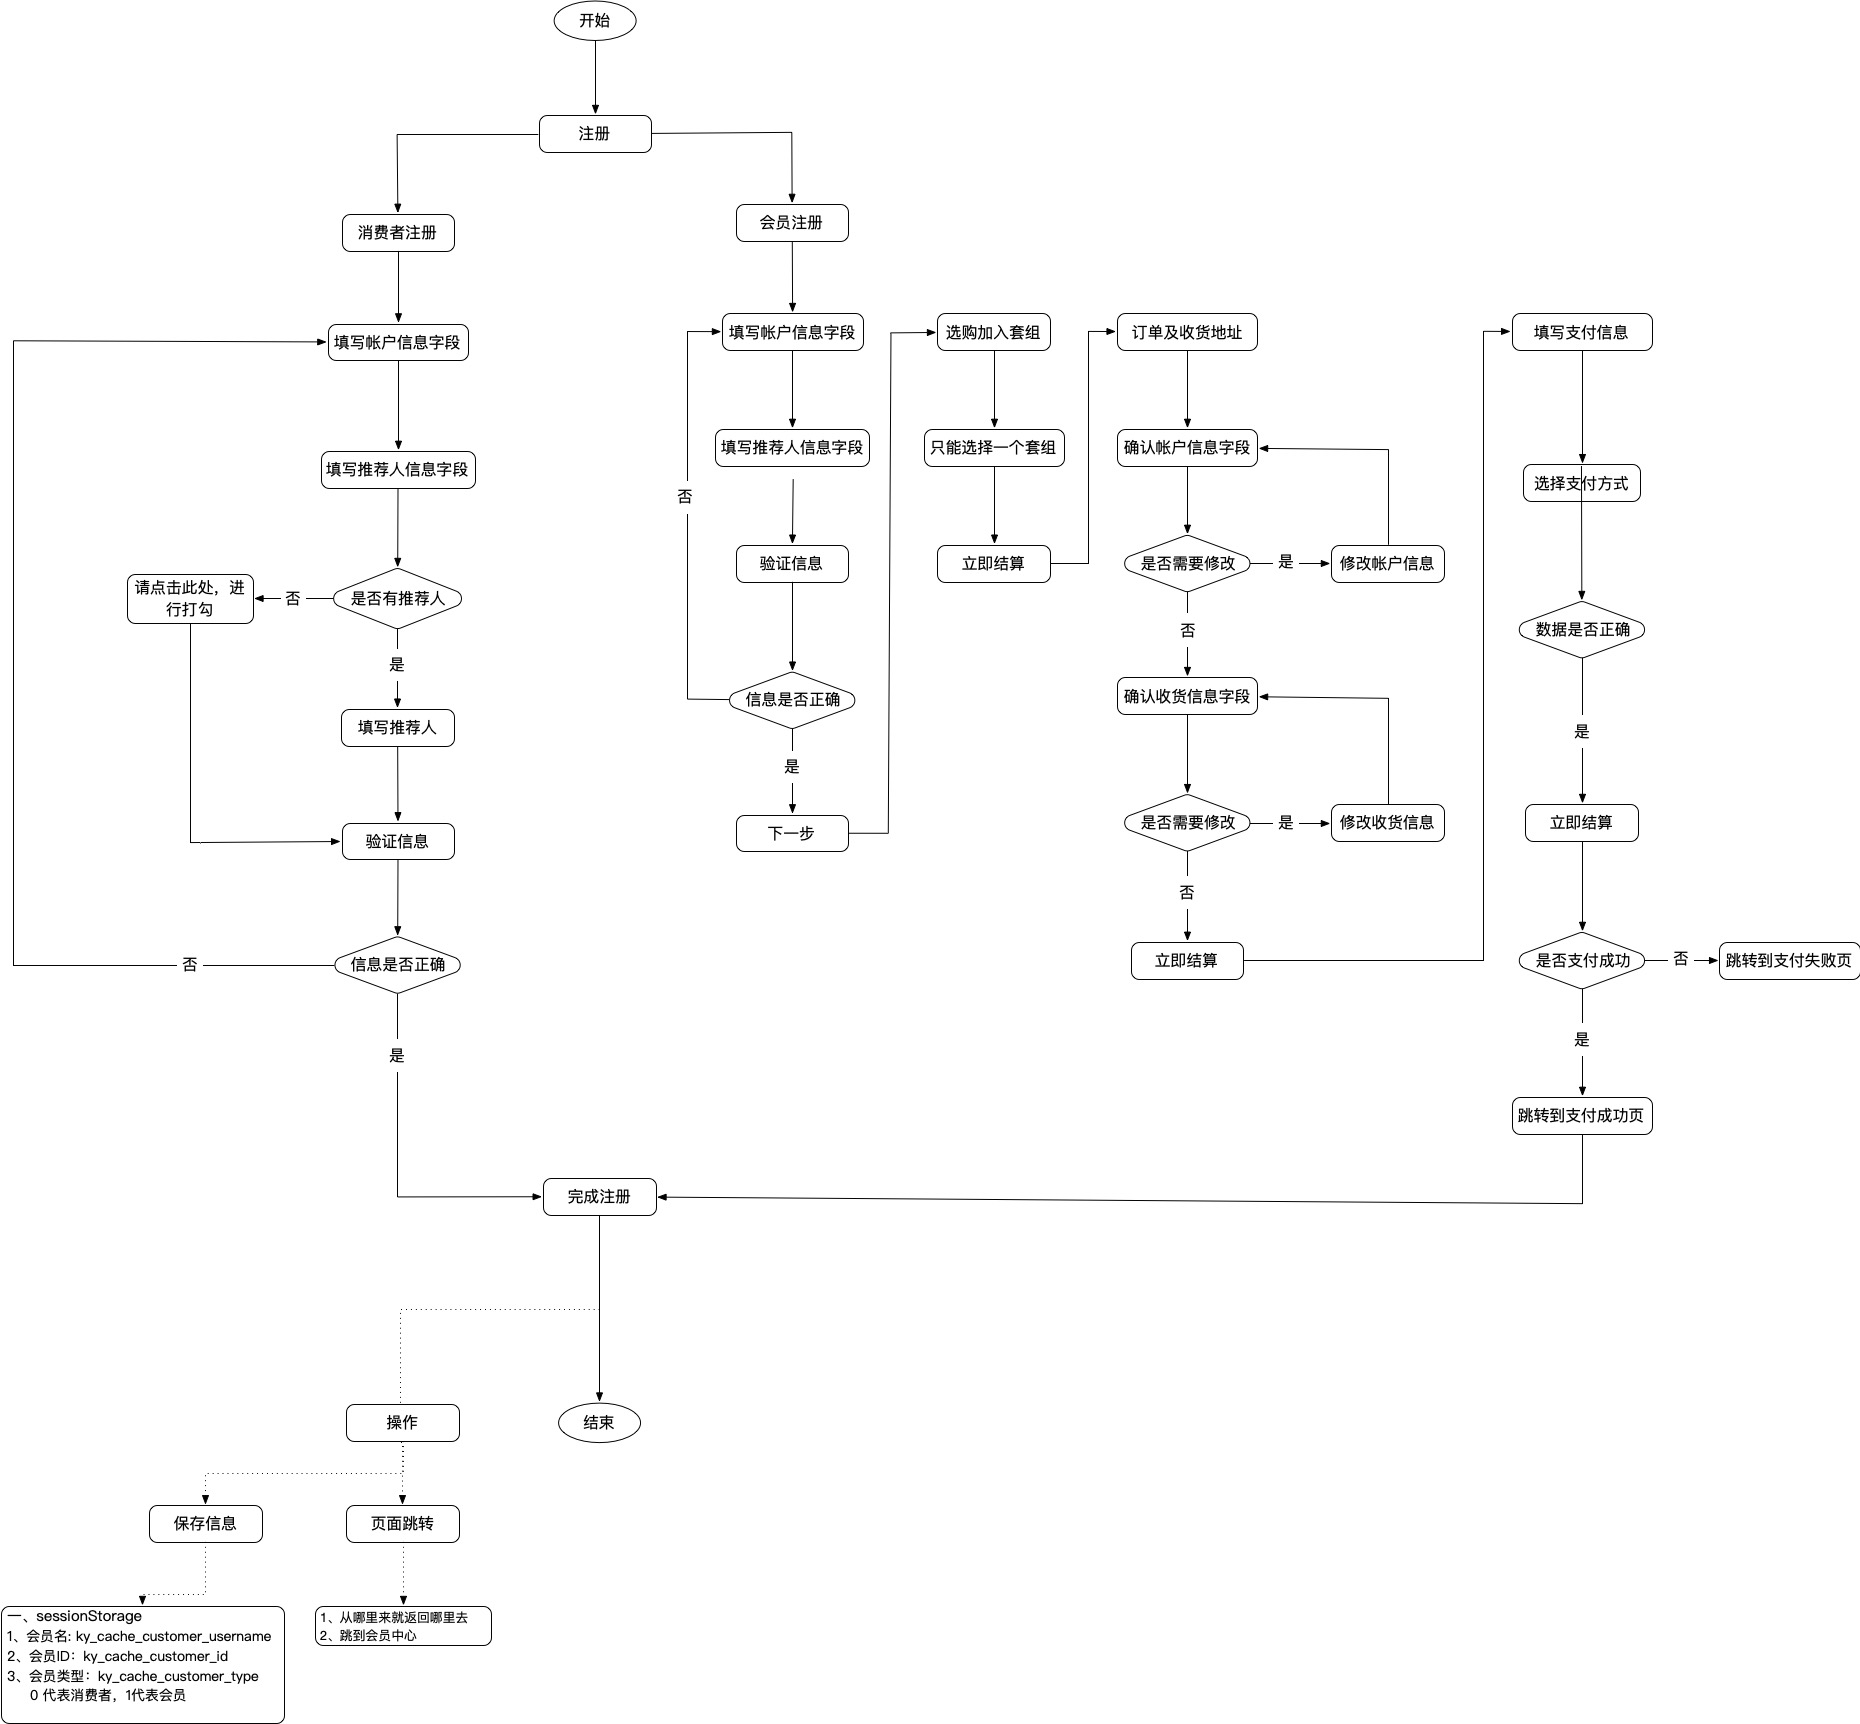 开始
注册
消费者注册
填写帐户信息字段
填写推荐人信息字段
是否有推荐人
否
请点击此处，进
行打勾
是
填写推荐人
验证信息
信息是否正确
否
是
会员注册
填写帐户信息字段
填写推荐人信息字段
验证信息
信息是否正确
否
是
下一步
选购加入套组
只能选择一个套组
立即结算
订单及收货地址
确认帐户信息字段
是否需要修改
是
修改帐户信息
否
确认收货信息字段
是否需要修改
是
修改收货信息
否
立即结算
填写支付信息
选择支付方式
数据是否正确
是
立即结算
是否支付成功
否
跳转到支付失败页
是
跳转到支付成功页
完成注册
结束
操作
保存信息
页面跳转
一、sessionStorage
1、会员名: ky_cache_customer_username
2、会员ID：ky_cache_customer_id
3、会员类型：ky_cache_customer_type
0 代表消费者，1代表会员
1、从哪里来就返回哪里去
2、跳到会员中心